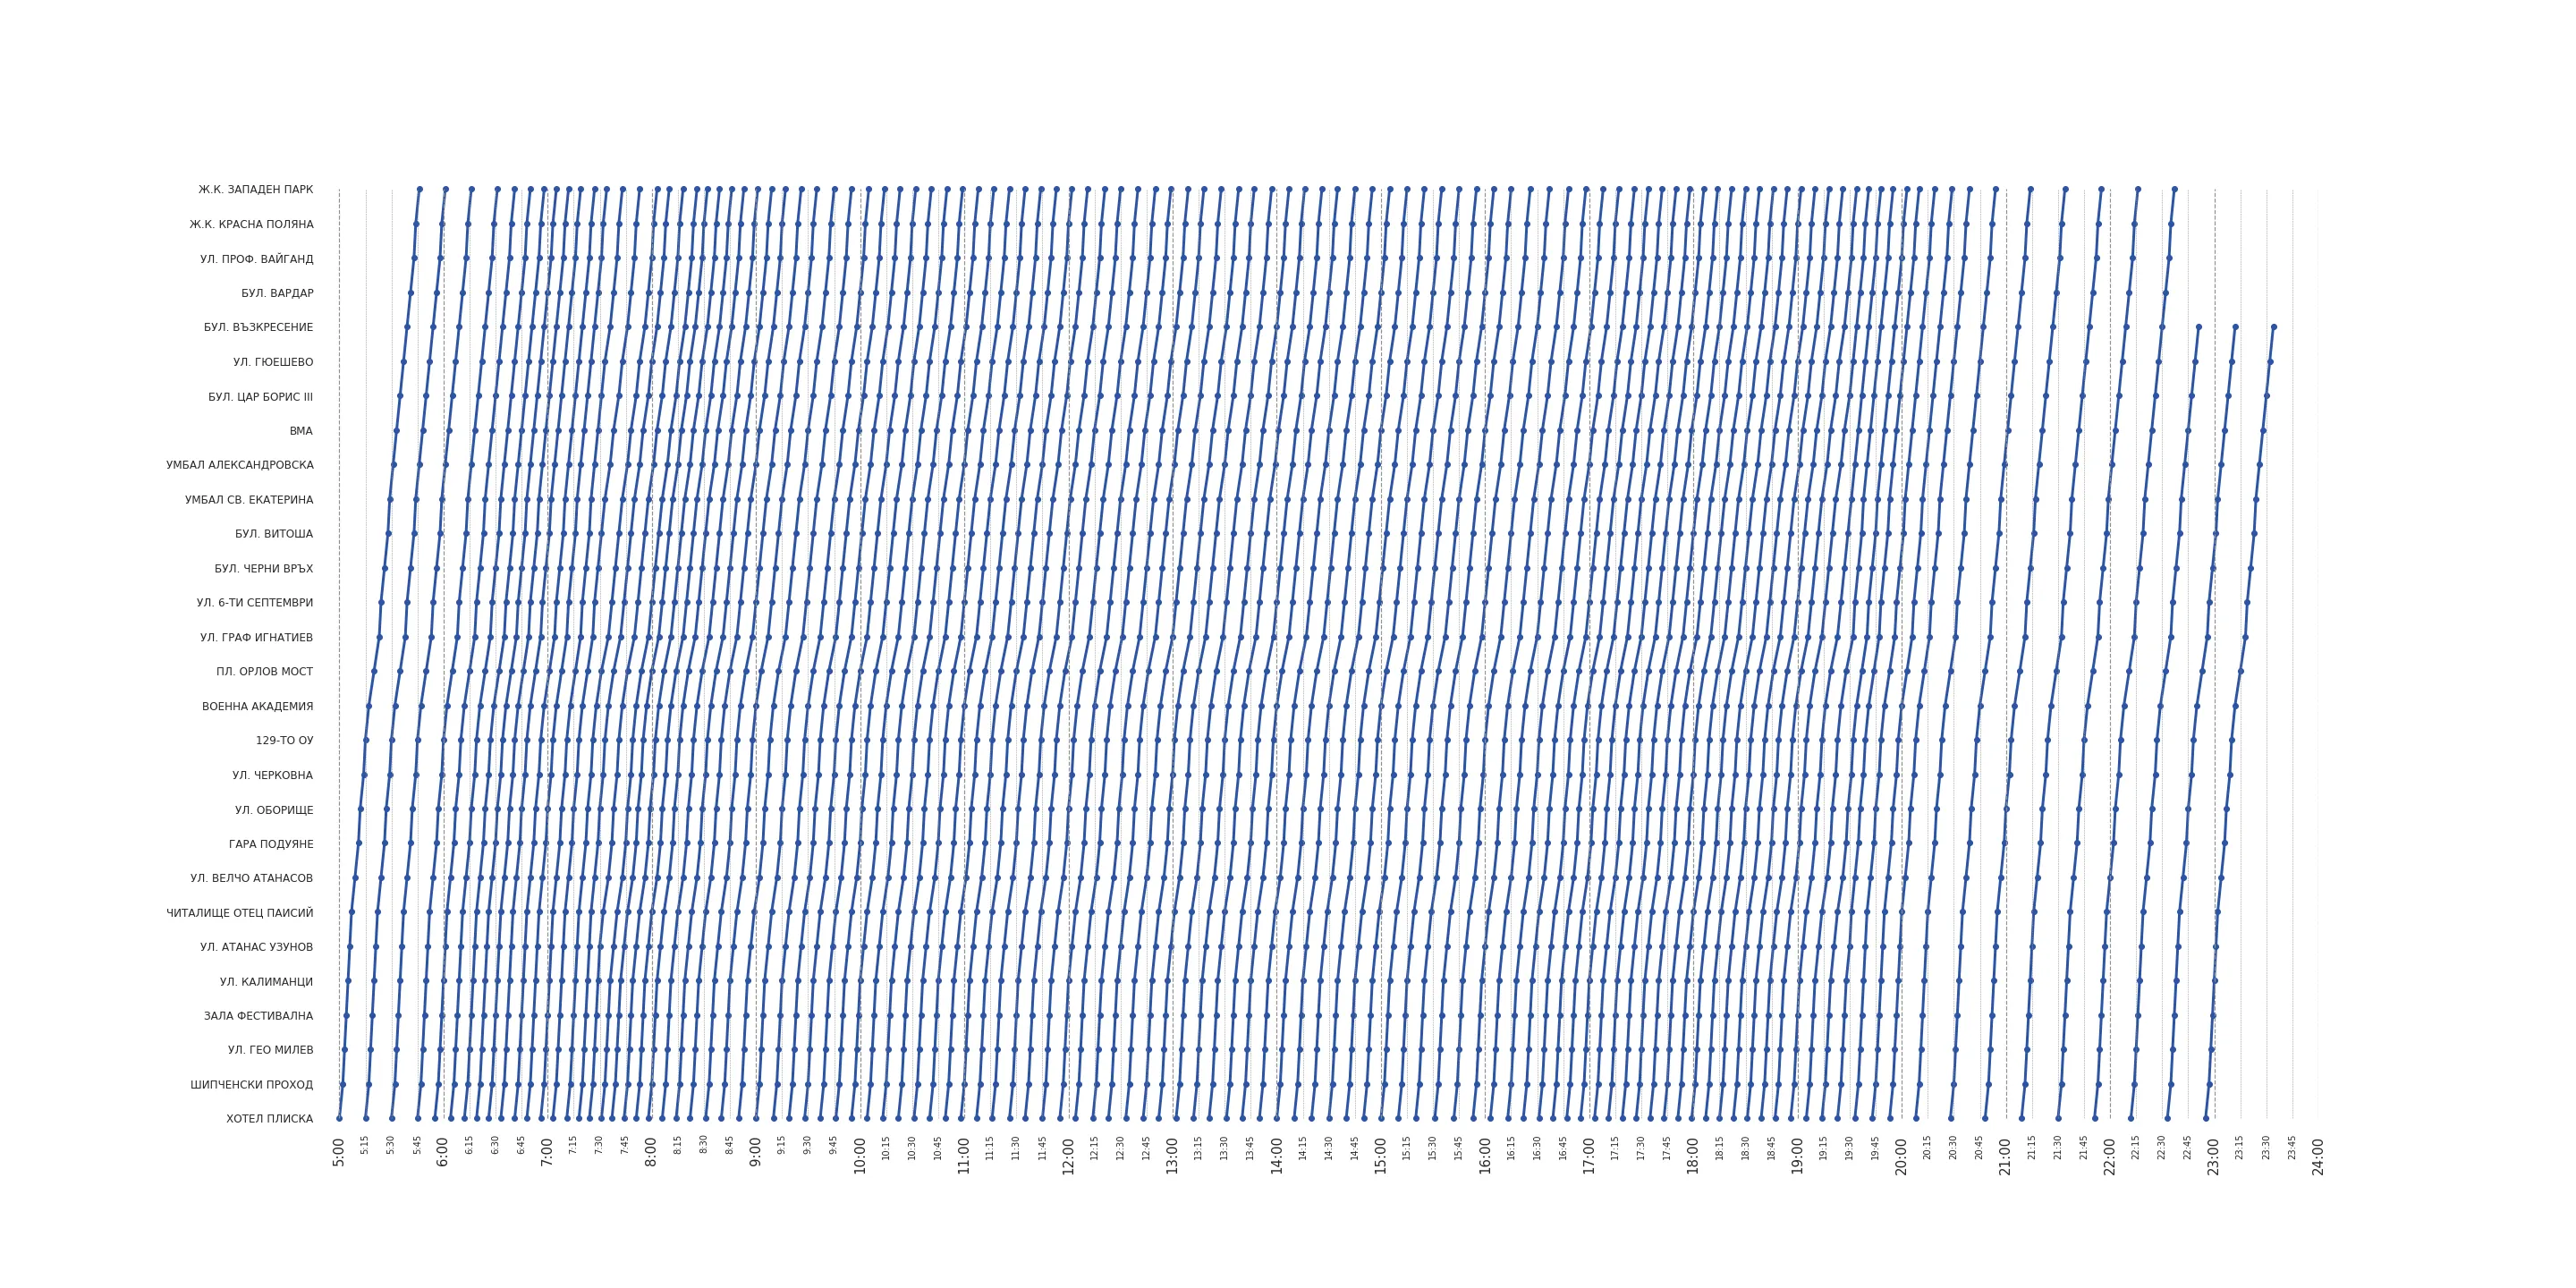 Ж.К. ЗАПАДЕН ПАРК
Ж.К. КРАСНА ПОЛЯНА
УЛ. ПРОФ. ВАЙГАНД
БУЛ. ВАРДАР
БУЛ. ВЪЗКРЕСЕНИЕ
УЛ. ГЮЕШЕВО
БУЛ. ЦАР БОРИС III
ВМА
УМБАЛ АЛЕКСАНДРОВСКА
УМБАЛ СВ. ЕКАТЕРИНА
БУЛ. ВИТОША
БУЛ. ЧЕРНИ ВРЪХ
УЛ. 6-ТИ СЕПТЕМВРИ
УЛ. ГРАФ ИГНАТИЕВ
ПЛ. ОРЛОВ МОСТ
ВОЕННА АКАДЕМИЯ
129-ТО ОУ
УЛ. ЧЕРКОВНА
УЛ. ОБОРИЩЕ
ГАРА ПОДУЯНЕ
УЛ. ВЕЛЧО АТАНАСОВ
ЧИТАЛИЩЕ ОТЕЦ ПАИСИЙ
УЛ. АТАНАС УЗУНОВ
УЛ. КАЛИМАНЦИ
ЗАЛА ФЕСТИВАЛНА
УЛ. ГЕО МИЛЕВ
ШИПЧЕНСКИ ПРОХОД
ХОТЕЛ ПЛИСКА
5:00
5:15
5:30
5:45
6:00
6:15
6:30
6:45
7:00
7:15
7:30
7:45
8:00
8:15
8:30
8:45
9:00
9:15
9:30
9:45
10:00
10:15
10:30
10:45
11:00
11:15
11:30
11:45
12:00
12:15
12:30
12:45
13:00
13:15
13:30
13:45
14:00
14:15
14:30
14:45
15:00
15:15
15:30
15:45
16:00
16:15
16:30
16:45
17:00
17:15
17:30
17:45
18:00
18:15
18:30
18:45
19:00
19:15
19:30
19:45
20:00
20:15
20:30
20:45
21:00
21:15
21:30
21:45
22:00
22:15
22:30
22:45
23:00
23:15
23:30
23:45
24:00